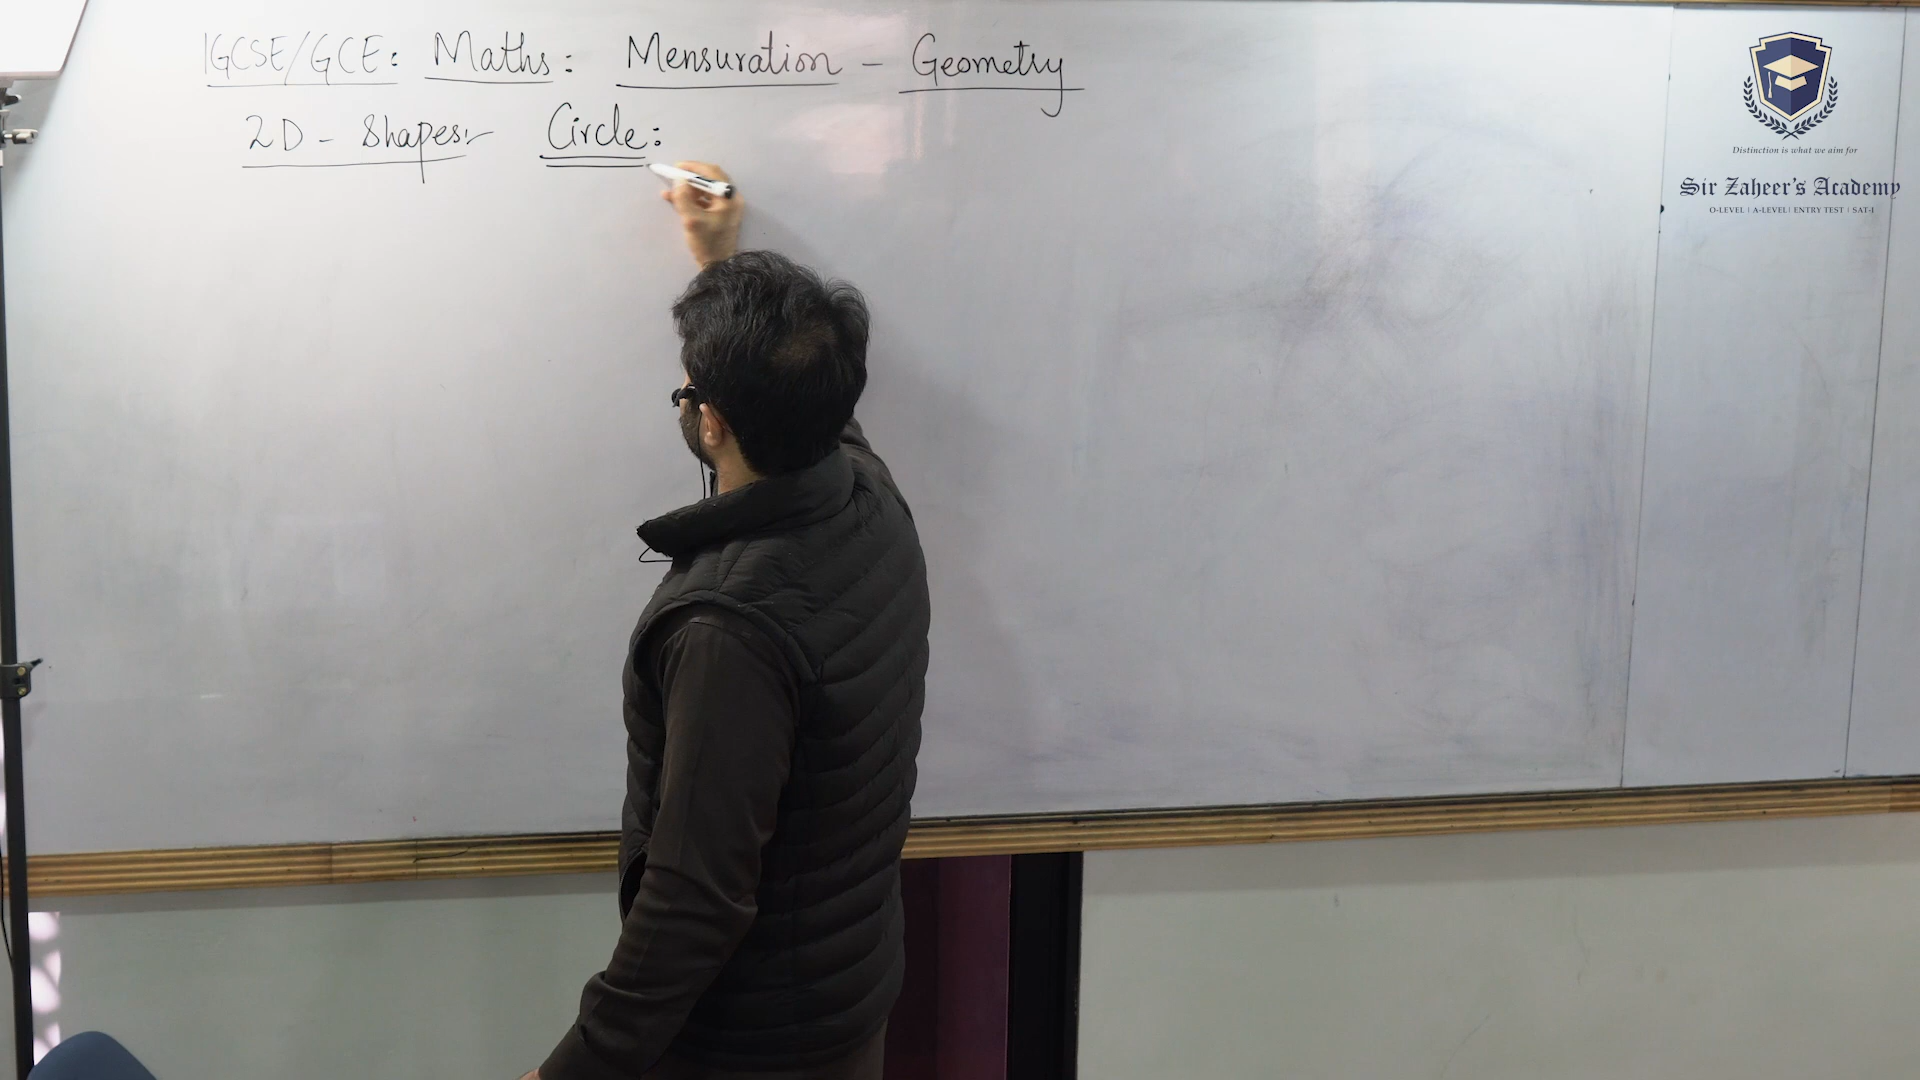 IGCSE/GCE: Maths: Mensuration - Geometry
2D - Shapes:- Circle:
Distinction is what we aim for
Sir Zaheer's Academy
O-LEVEL | A-LEVEL | ENTRY TEST | SAT-I